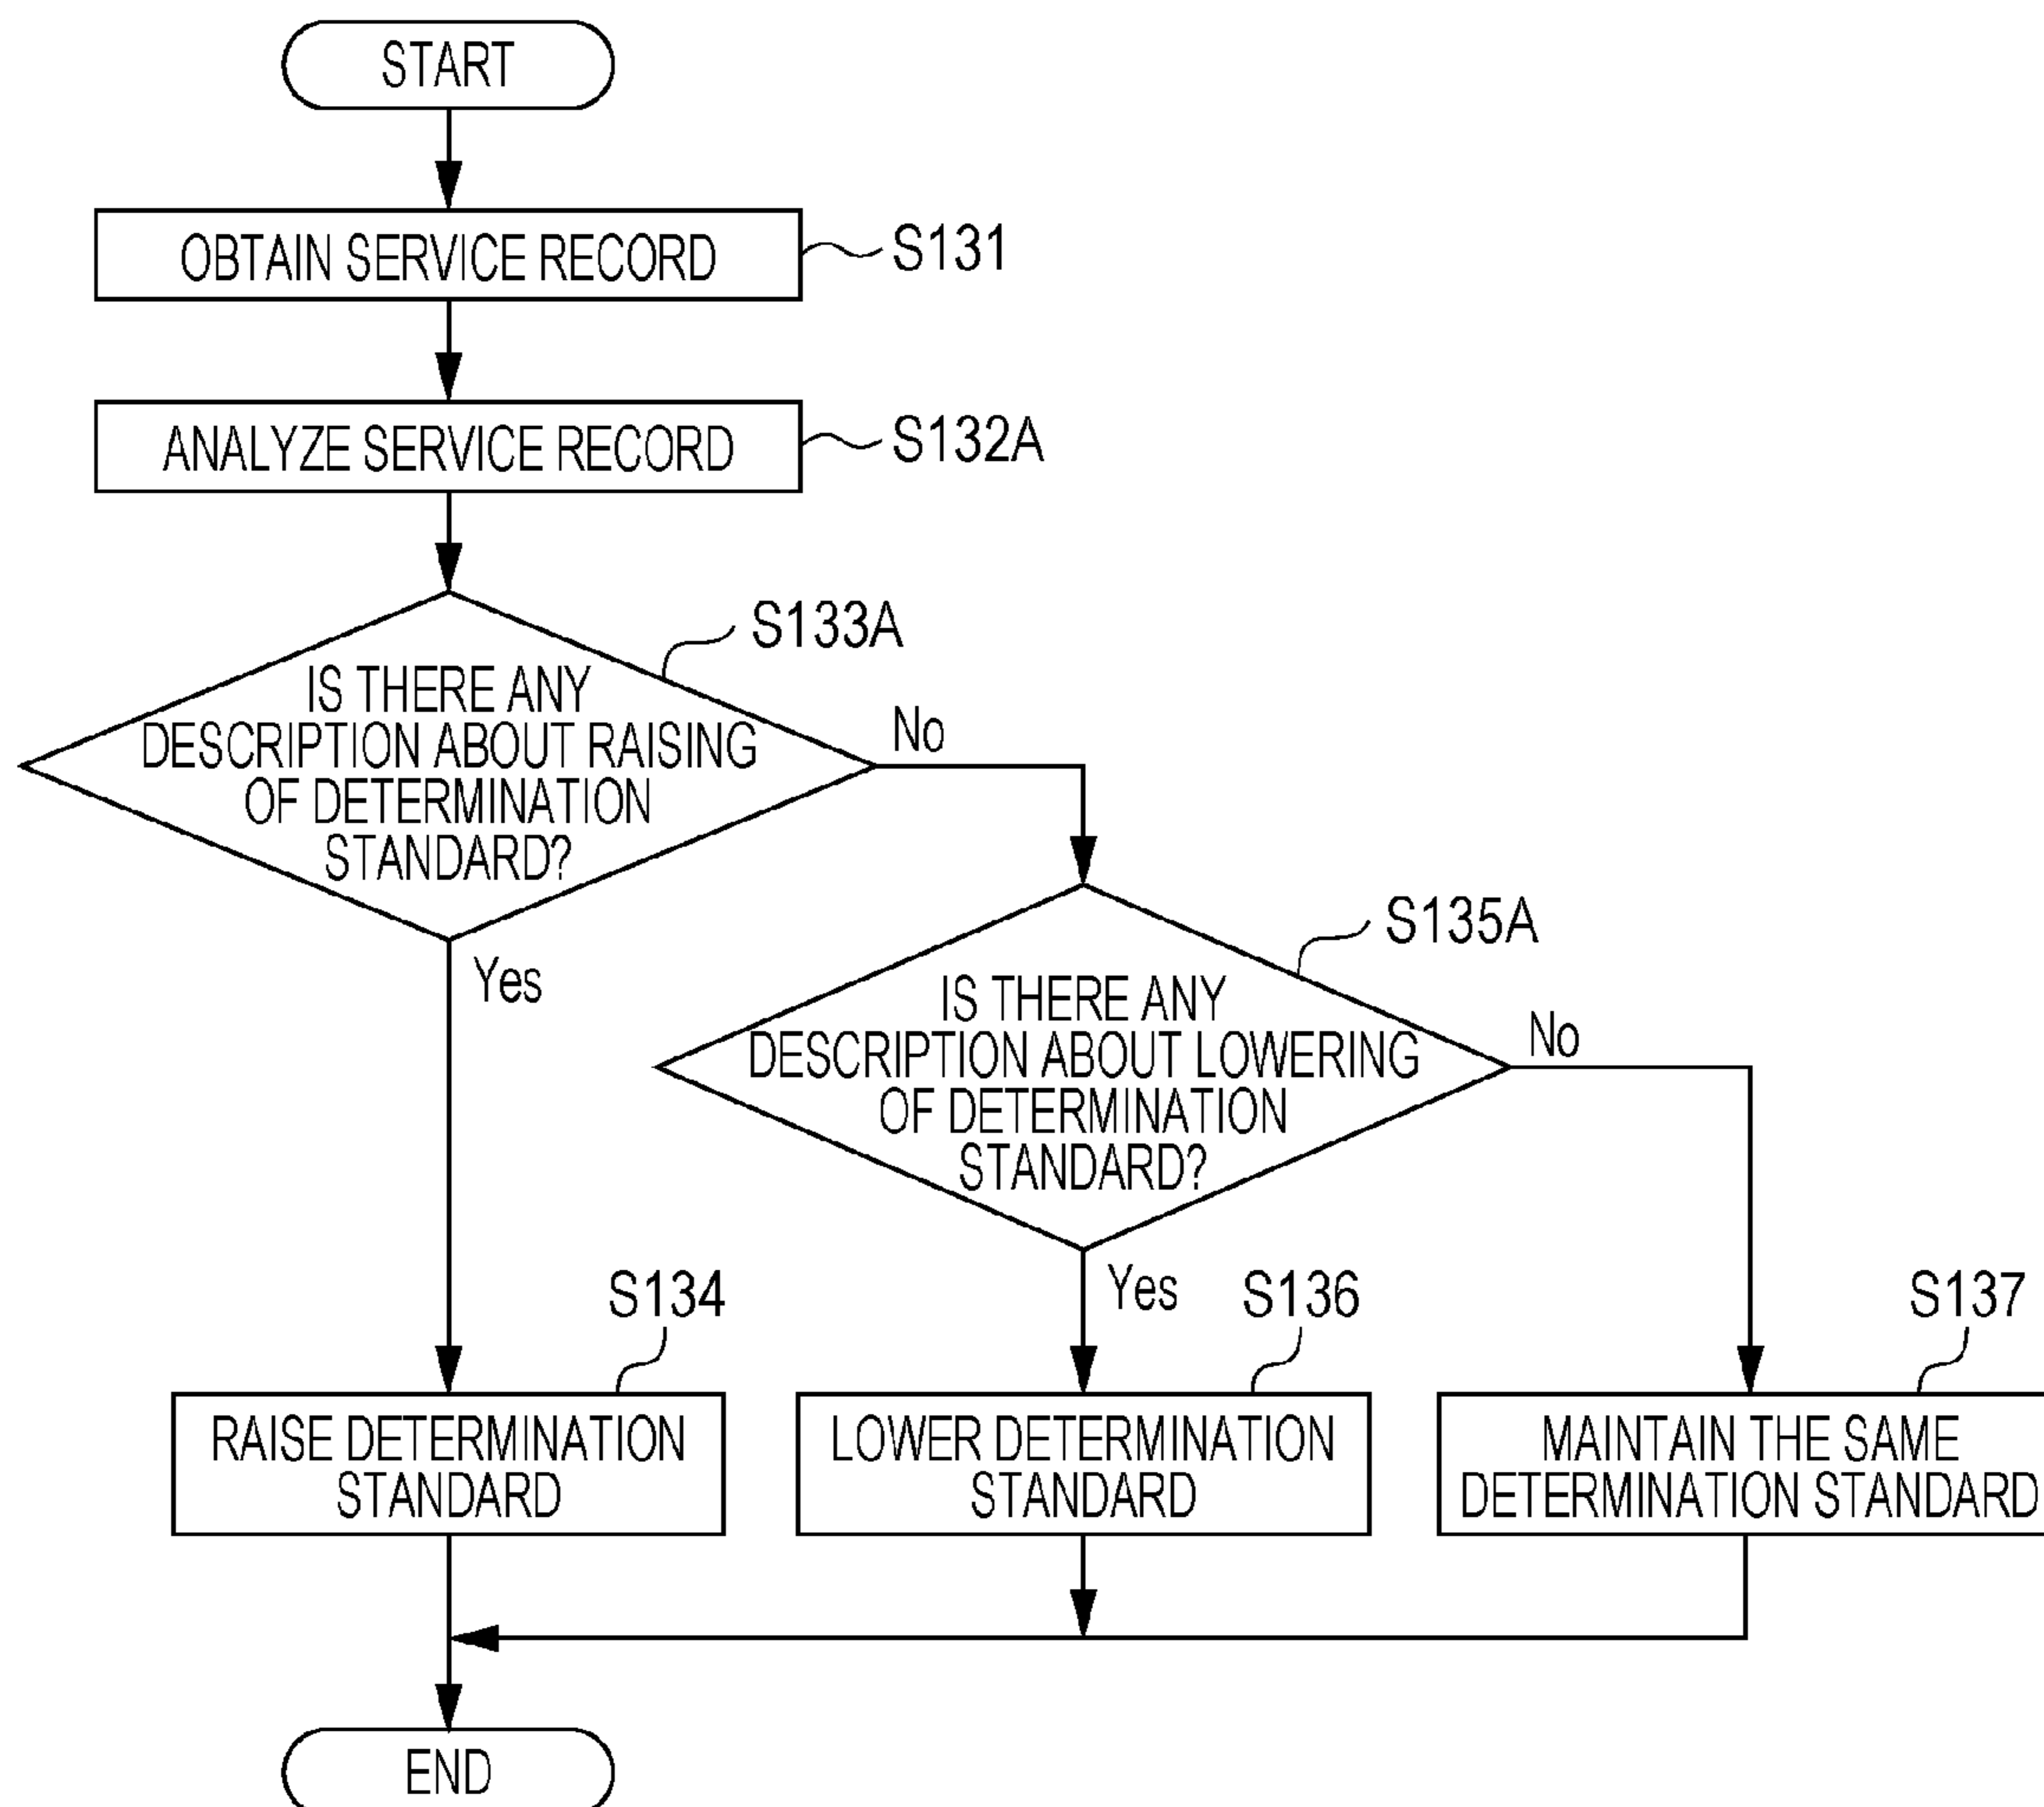 START
OBTAIN SERVICE RECORD
S131
ANALYZE SERVICE RECORD
S132A
S133A
IS THERE ANY
DESCRIPTION ABOUT RAISING
OF DETERMINATION
STANDARD?
No
Yes
S135A
IS THERE ANY
DESCRIPTION ABOUT LOWERING
OF DETERMINATION
STANDARD?
No
Yes
S134
RAISE DETERMINATION
STANDARD
S136
LOWER DETERMINATION
STANDARD
S137
MAINTAIN THE SAME
DETERMINATION STANDARD
END